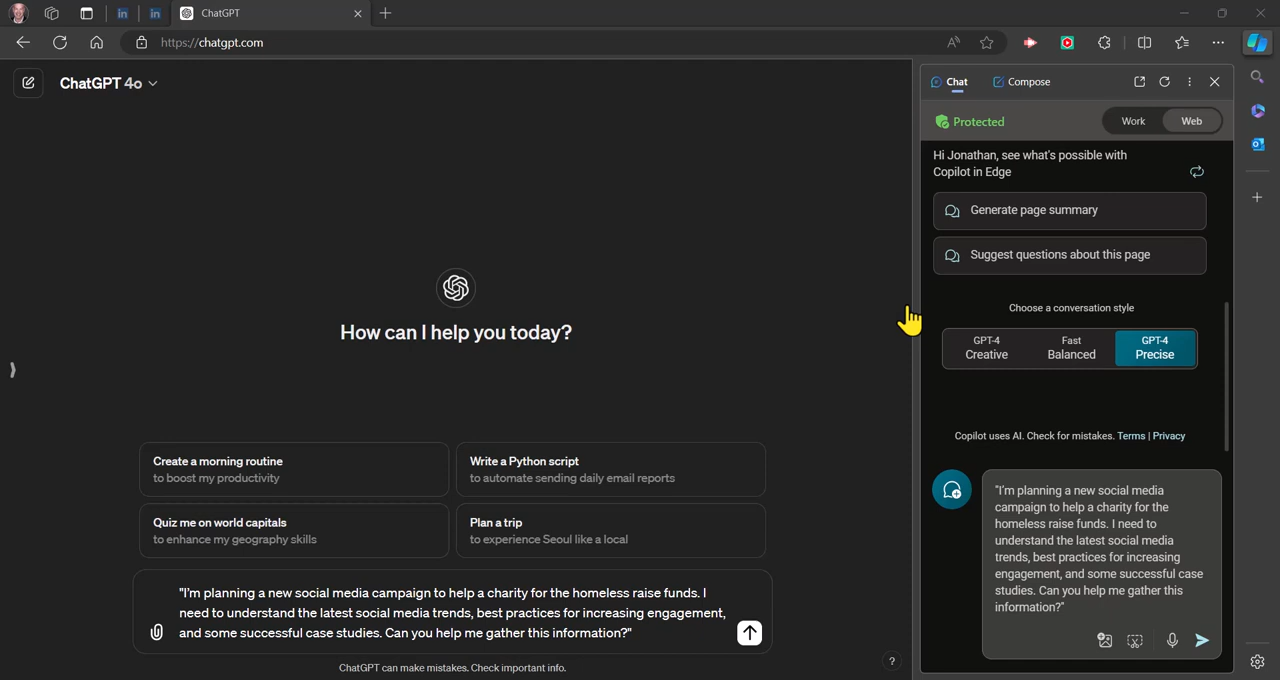 ChatGPT
https://chatgpt.com
ChatGPT 4o
How can I help you today?
Create a morning routine
to boost my productivity
Write a Python script
to automate sending daily email reports
Quiz me on world capitals
to enhance my geography skills
Plan a trip
to experience Seoul like a local
"I'm planning a new social media campaign to help a charity for the homeless raise funds. I
need to understand the latest social media trends, best practices for increasing engagement,
and some successful case studies. Can you help me gather this information?"
ChatGPT can make mistakes. Check important info.
?
Chat
Compose
Protected
Work
Web
Hi Jonathan, see what's possible with
Copilot in Edge
Generate page summary
Suggest questions about this page
Choose a conversation style
GPT-4
Creative
Fast
Balanced
GPT-4
Precise
Copilot uses AI. Check for mistakes. Terms | Privacy
"I'm planning a new social media
campaign to help a charity for the
homeless raise funds. I need to
understand the latest social media
trends, best practices for increasing
engagement, and some successful case
studies. Can you help me gather this
information?"